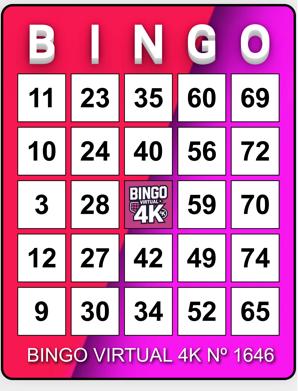 B I N G O
11 23 35 60 69
10 24 40 56 72
3 28 BINGO VIRTUAL 4K 59 70
12 27 42 49 74
9 30 34 52 65
BINGO VIRTUAL 4K Nº 1646